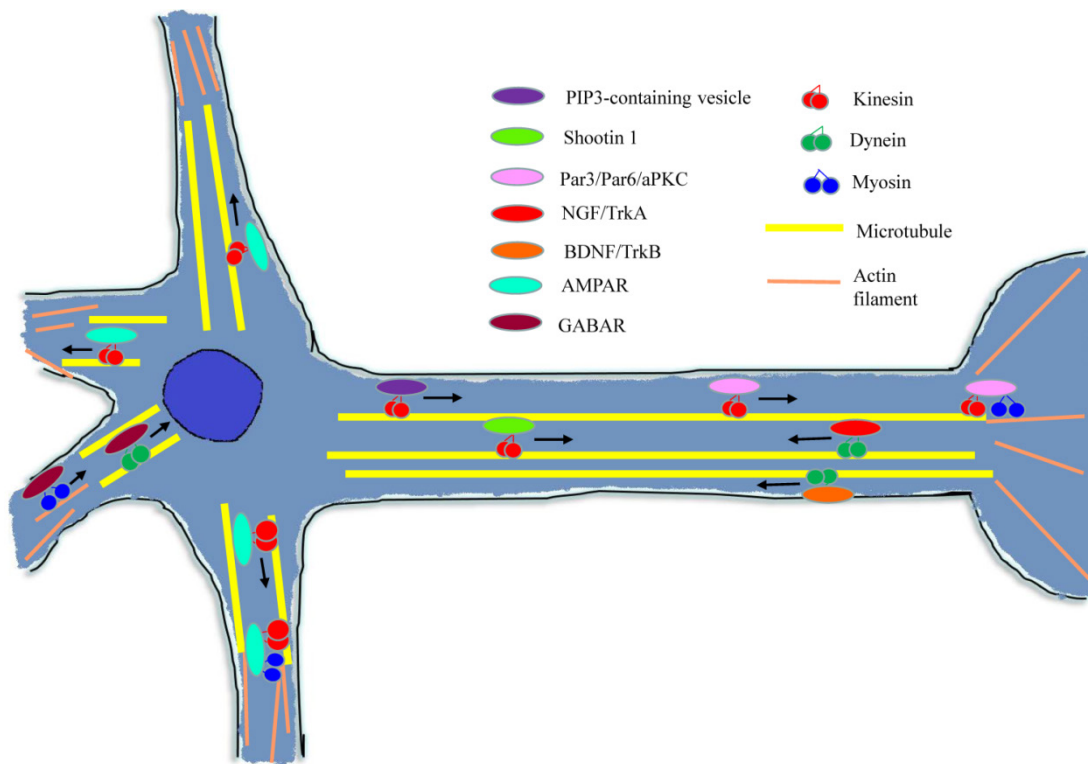 PIP3-containing vesicle
Shootin 1
Par3/Par6/aPKC
NGF/TrkA
BDNF/TrkB
AMPAR
GABAR
Kinesin
Dynein
Myosin
Microtubule
Actin
filament